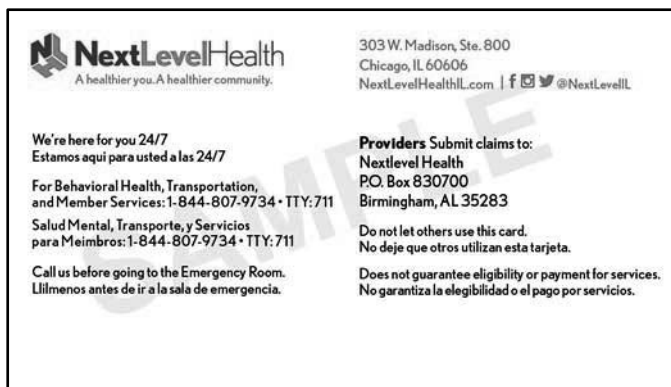 NextLevelHealth
A healthier you. A healthier community.
303 W. Madison, Ste. 800
Chicago, IL 60606
NextLevelHealthIL.com | @NextLevelIL
We're here for you 24/7
Estamos aqui para usted a las 24/7
For Behavioral Health, Transportation,
and Member Services: 1-844-807-9734 • TTY: 711
Salud Mental, Transporte, y Servicios
para Meimbros: 1-844-807-9734 • TTY: 711
Call us before going to the Emergency Room.
Llilmenos antes de ir a la sala de emergencia.
Providers Submit claims to:
Nextlevel Health
P.O. Box 830700
Birmingham, AL 35283
Do not let others use this card.
No deje que otros utilizan esta tarjeta.
Does not guarantee eligibility or payment for services.
No garantiza la elegibilidad o el pago por servicios.
SAMPLE